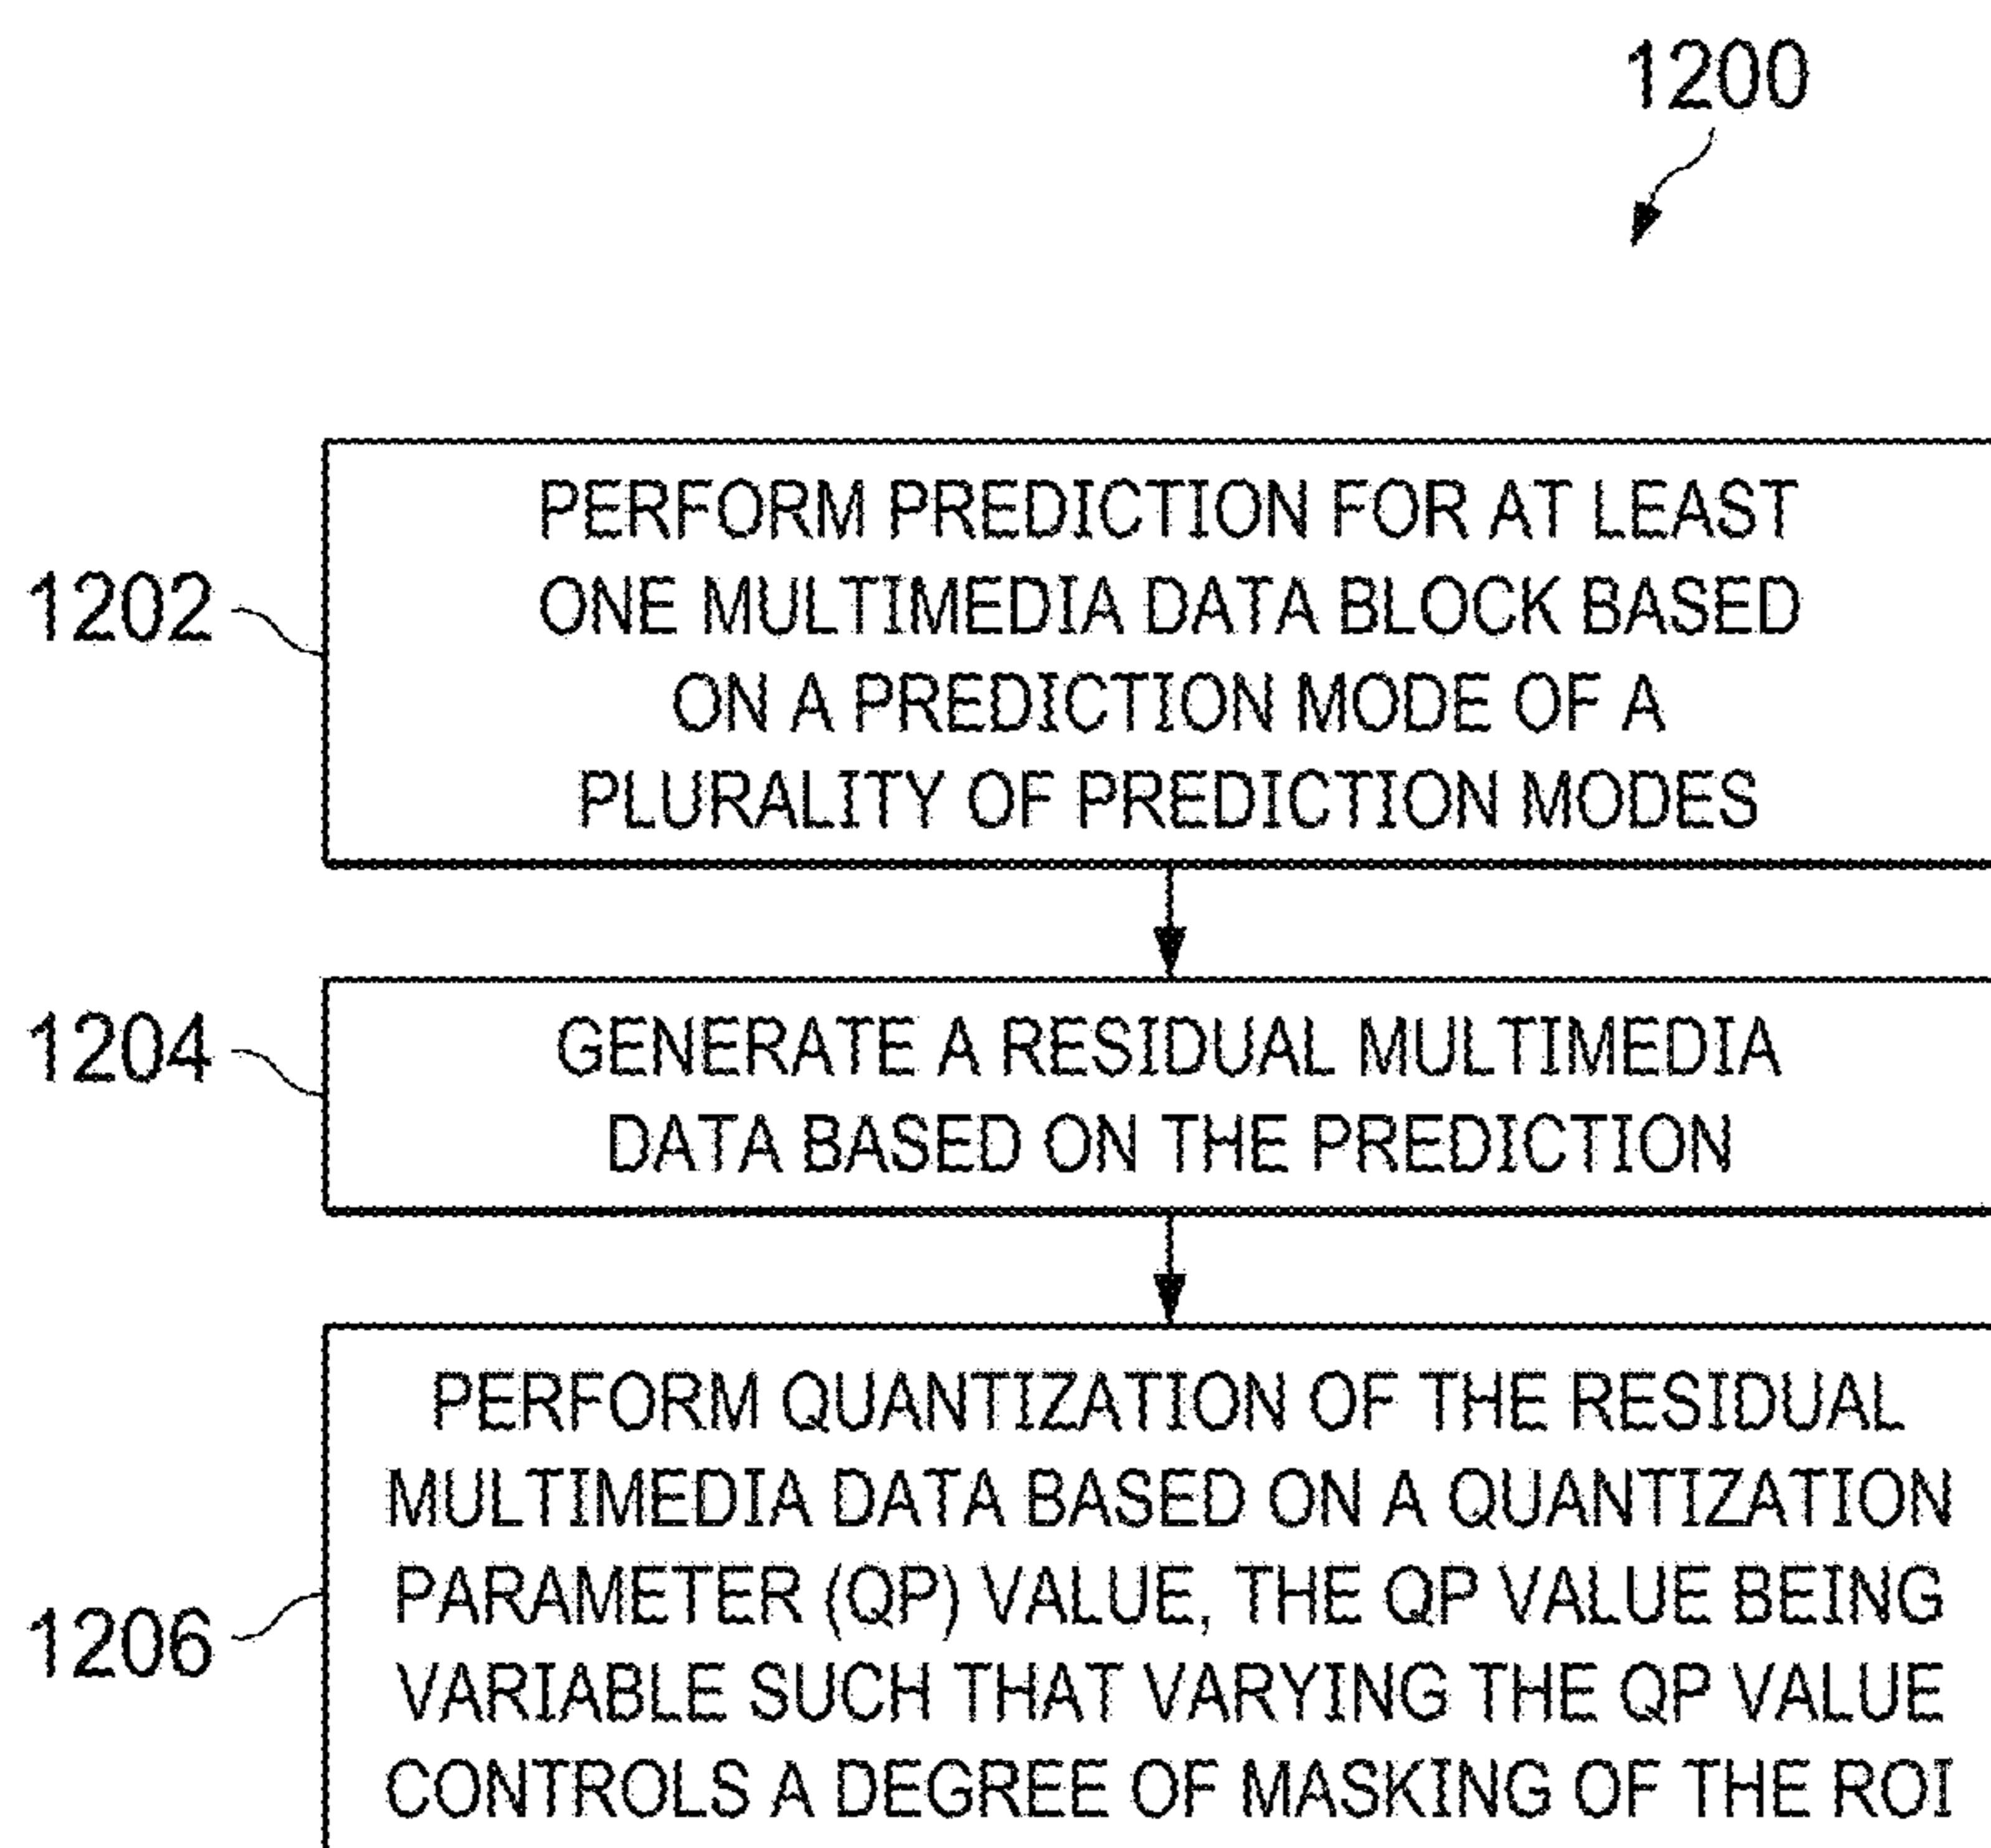 1200
1202
PERFORM PREDICTION FOR AT LEAST
ONE MULTIMEDIA DATA BLOCK BASED
ON A PREDICTION MODE OF A
PLURALITY OF PREDICTION MODES
1204
GENERATE A RESIDUAL MULTIMEDIA
DATA BASED ON THE PREDICTION
1206
PERFORM QUANTIZATION OF THE RESIDUAL
MULTIMEDIA DATA BASED ON A QUANTIZATION
PARAMETER (QP) VALUE, THE QP VALUE BEING
VARIABLE SUCH THAT VARYING THE QP VALUE
CONTROLS A DEGREE OF MASKING OF THE ROI